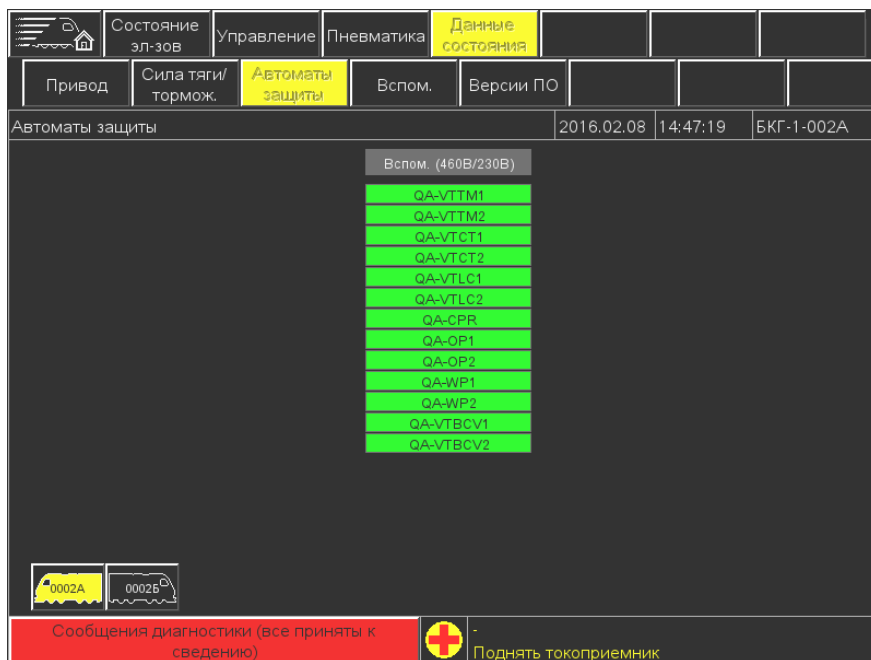 Состояние
эл-зов
Управление
Пневматика
Данные
состояния
Привод
Сила тяги/
тормож.
Автоматы
защиты
Вспом.
Версии ПО
Автоматы защиты
2016.02.08
14:47:19
БКГ-1-002А
Вспом. (460В/230В)
QA-VTTM1
QA-VTTM2
QA-VTCT1
QA-VTCT2
QA-VTLC1
QA-VTLC2
QA-CPR
QA-OP1
QA-OP2
QA-WP1
QA-WP2
QA-VTBCV1
QA-VTBCV2
0002А
0002Б
Сообщения диагностики (все приняты к
сведению)
-
Поднять токоприемник